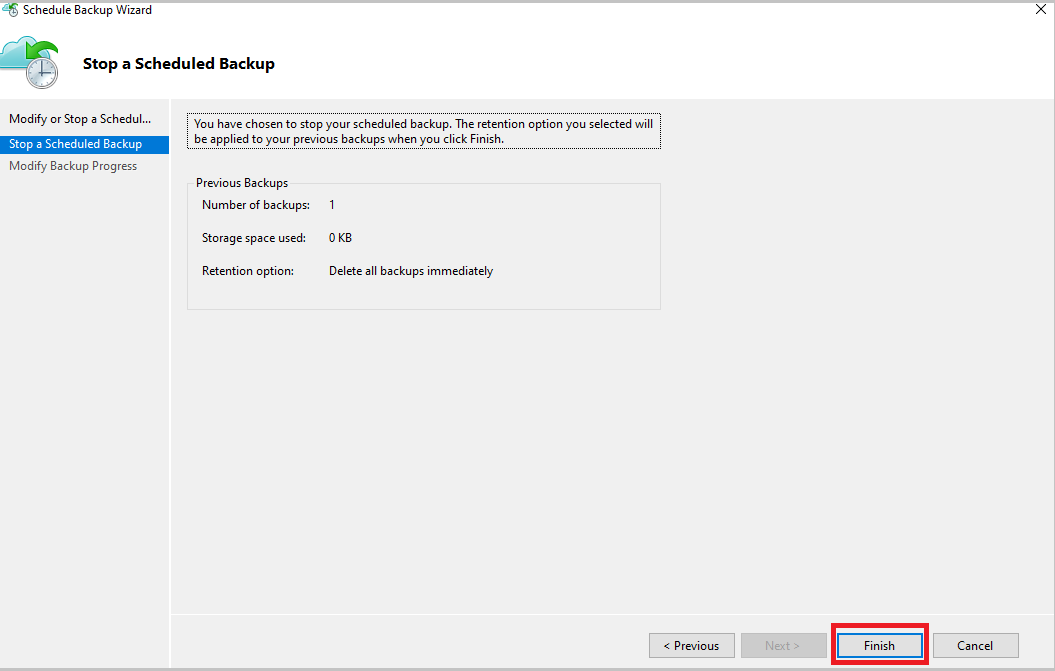 Schedule Backup Wizard
Stop a Scheduled Backup
Modify or Stop a Schedul...
Stop a Scheduled Backup
Modify Backup Progress
You have chosen to stop your scheduled backup. The retention option you selected will
be applied to your previous backups when you click Finish.
Previous Backups
Number of backups: 1
Storage space used: 0 KB
Retention option: Delete all backups immediately
< Previous
Next >
Finish
Cancel